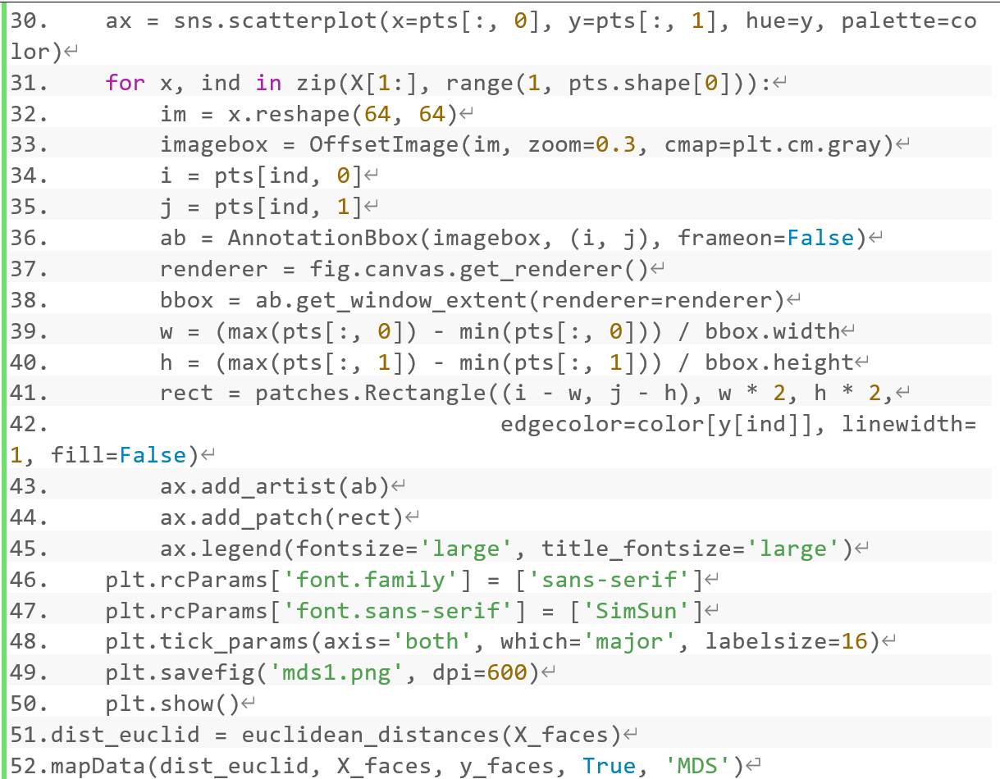 30.    ax = sns.scatterplot(x=pts[:, 0], y=pts[:, 1], hue=y, palette=co
lor)↵
31.    for x, ind in zip(X[1:], range(1, pts.shape[0])):↵
32.        im = x.reshape(64, 64)↵
33.        imagebox = OffsetImage(im, zoom=0.3, cmap=plt.cm.gray)↵
34.        i = pts[ind, 0]↵
35.        j = pts[ind, 1]↵
36.        ab = AnnotationBbox(imagebox, (i, j), frameon=False)↵
37.        renderer = fig.canvas.get_renderer()↵
38.        bbox = ab.get_window_extent(renderer=renderer)↵
39.        w = (max(pts[:, 0]) - min(pts[:, 0])) / bbox.width↵
40.        h = (max(pts[:, 1]) - min(pts[:, 1])) / bbox.height↵
41.        rect = patches.Rectangle((i - w, j - h), w * 2, h * 2,↵
42.                                 edgecolor=color[y[ind]], linewidth=
1, fill=False)↵
43.        ax.add_artist(ab)↵
44.        ax.add_patch(rect)↵
45.        ax.legend(fontsize='large', title_fontsize='large')↵
46.    plt.rcParams['font.family'] = ['sans-serif']↵
47.    plt.rcParams['font.sans-serif'] = ['SimSun']↵
48.    plt.tick_params(axis='both', which='major', labelsize=16)↵
49.    plt.savefig('mds1.png', dpi=600)↵
50.    plt.show()↵
51.dist_euclid = euclidean_distances(X_faces)↵
52.mapData(dist_euclid, X_faces, y_faces, True, 'MDS')↵